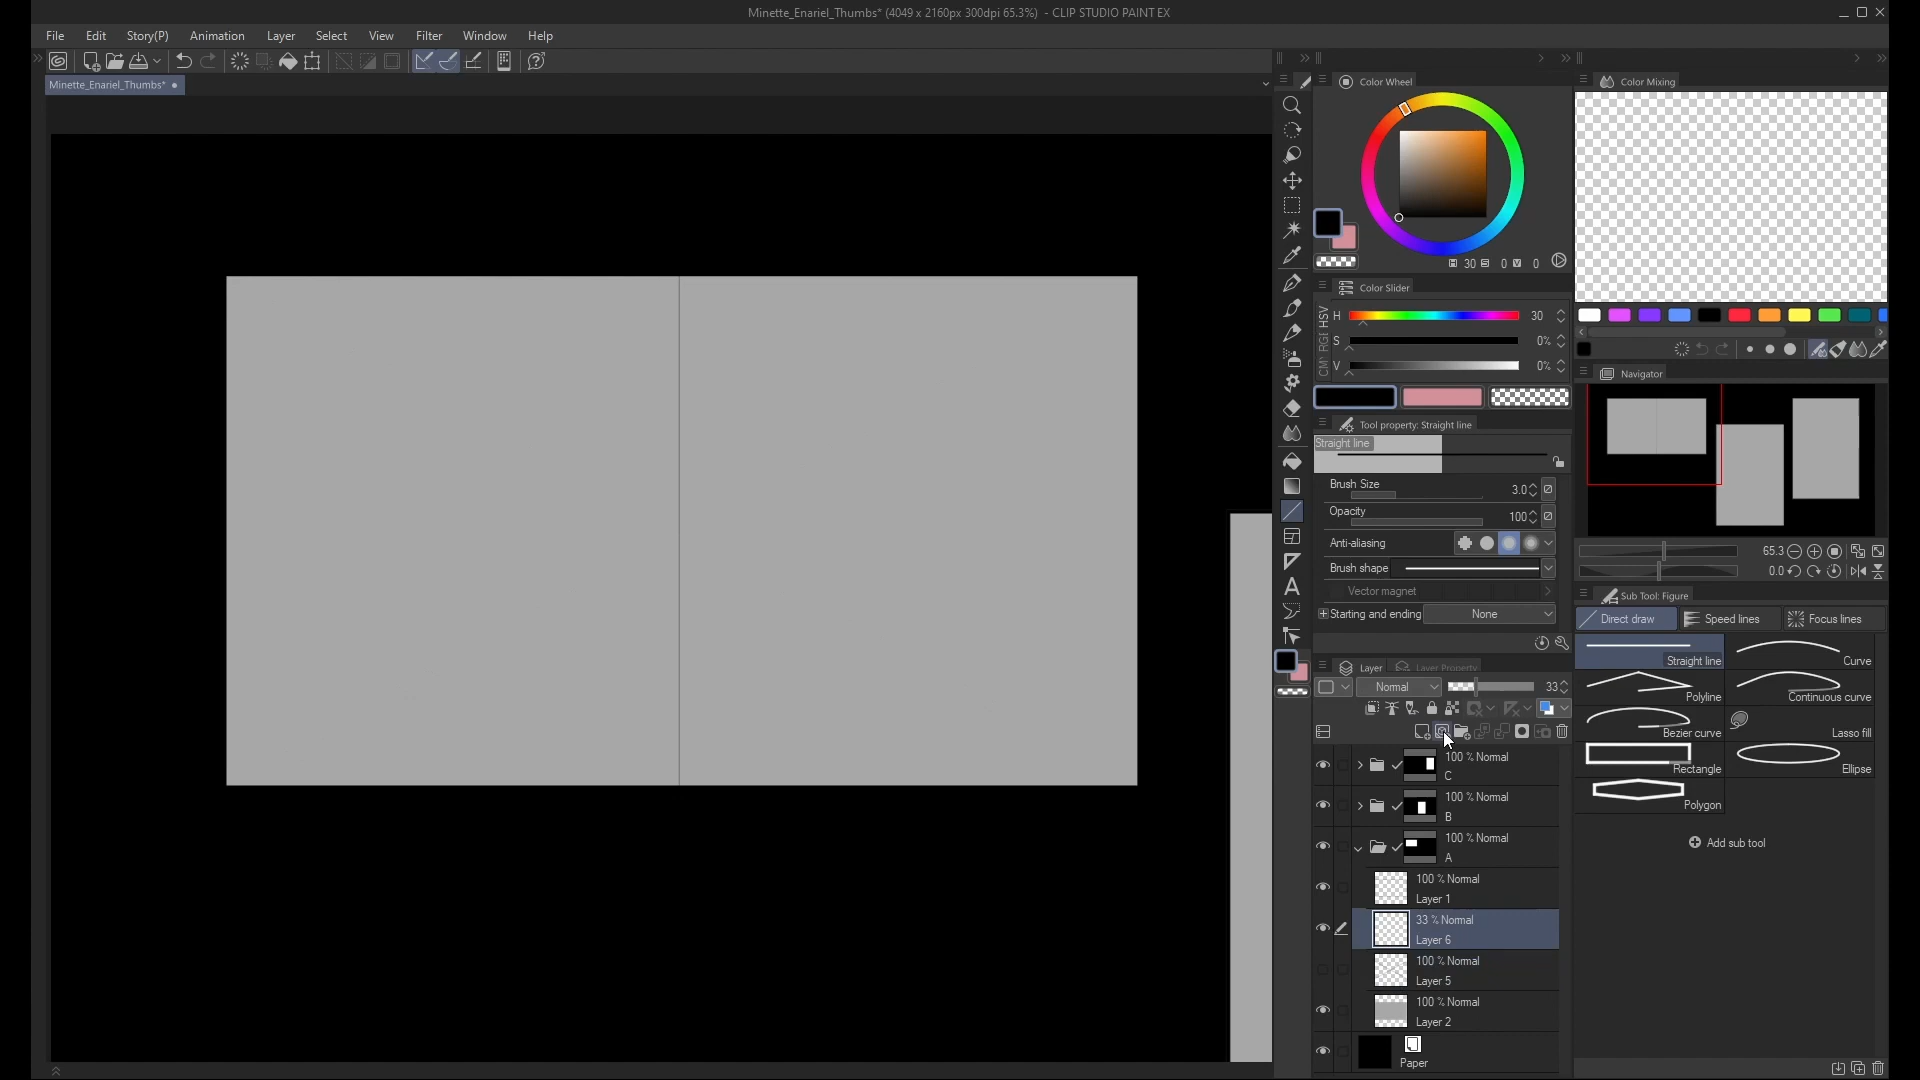 Minette_Enariel_Thumbs* (4049 x 2160px 300dpi 65.3%) - CLIP STUDIO PAINT EX
File Edit Story(P) Animation Layer Select View Filter Window Help
Minette_Enariel_Thumbs*
Color Wheel
30 0 0
Color Slider
HSV
RGB
H 30
S 0%
V 0%
Tool property: Straight line
Straight line
Brush Size 3.0
Opacity 100
Anti-aliasing
Brush shape
Vector magnet
Starting and ending None
Layer Layer Property
Normal 33
100 % Normal
C
100 % Normal
B
100 % Normal
A
100 % Normal
Layer 1
33 % Normal
Layer 6
100 % Normal
Layer 5
100 % Normal
Layer 2
Paper
Color Mixing
Navigator
65.3
0.0
Sub Tool: Figure
Direct draw Speed lines Focus lines
Straight line Curve
Polyline Continuous curve
Bezier curve Lasso fill
Rectangle Ellipse
Polygon
Add sub tool